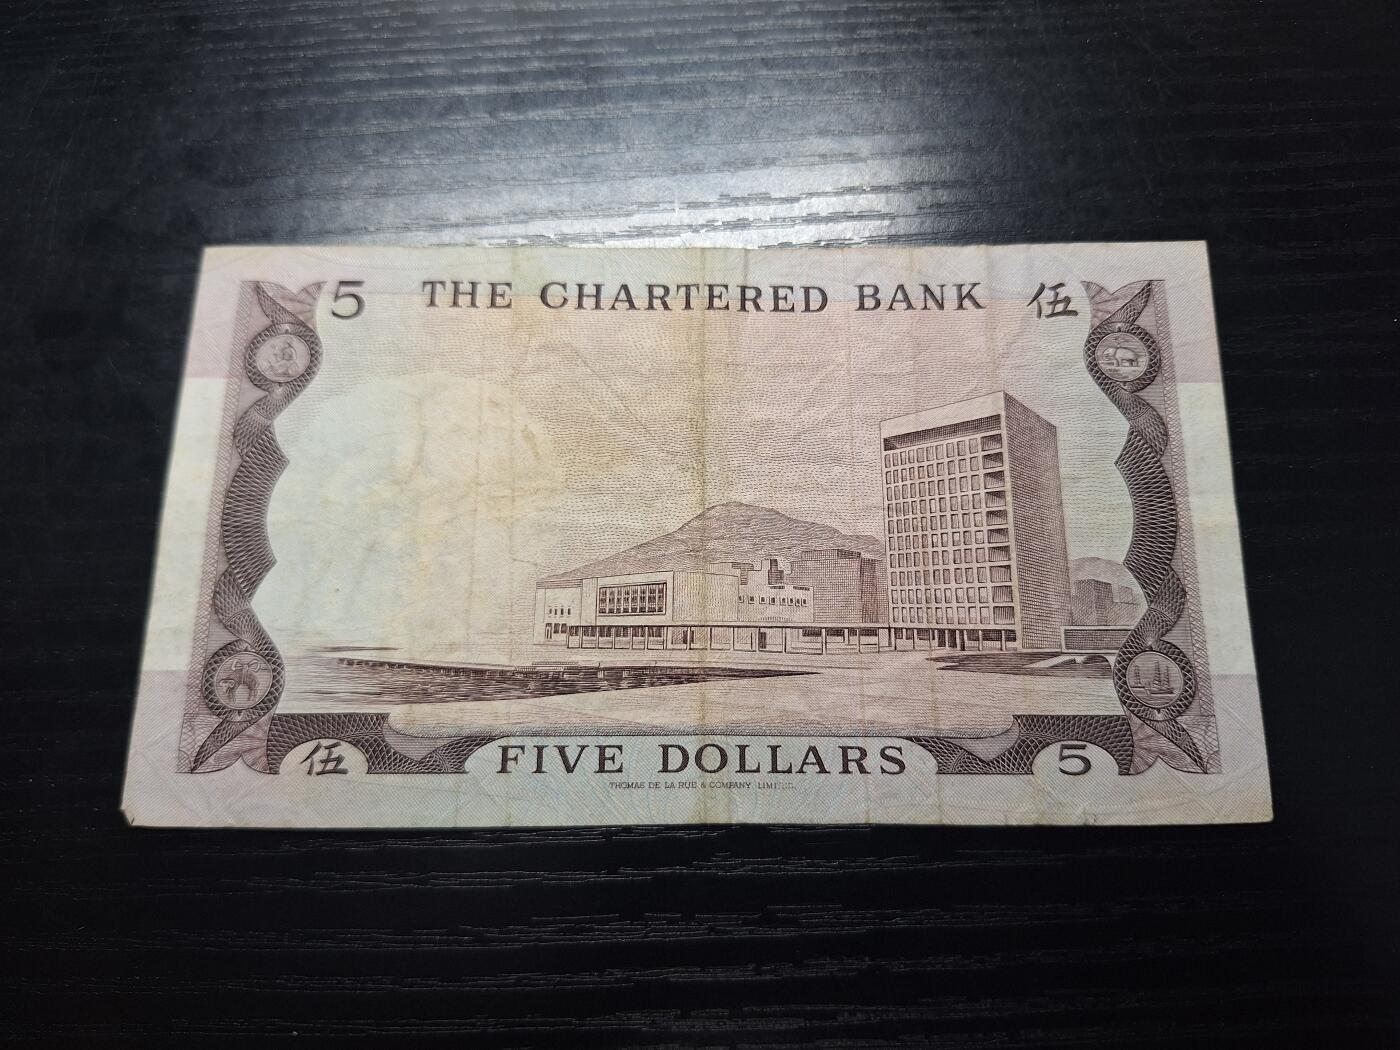 5 THE CHARTERED BANK 伍
伍 FIVE DOLLARS 5
THOMAS DE LA RUE & COMPANY LIMITED.